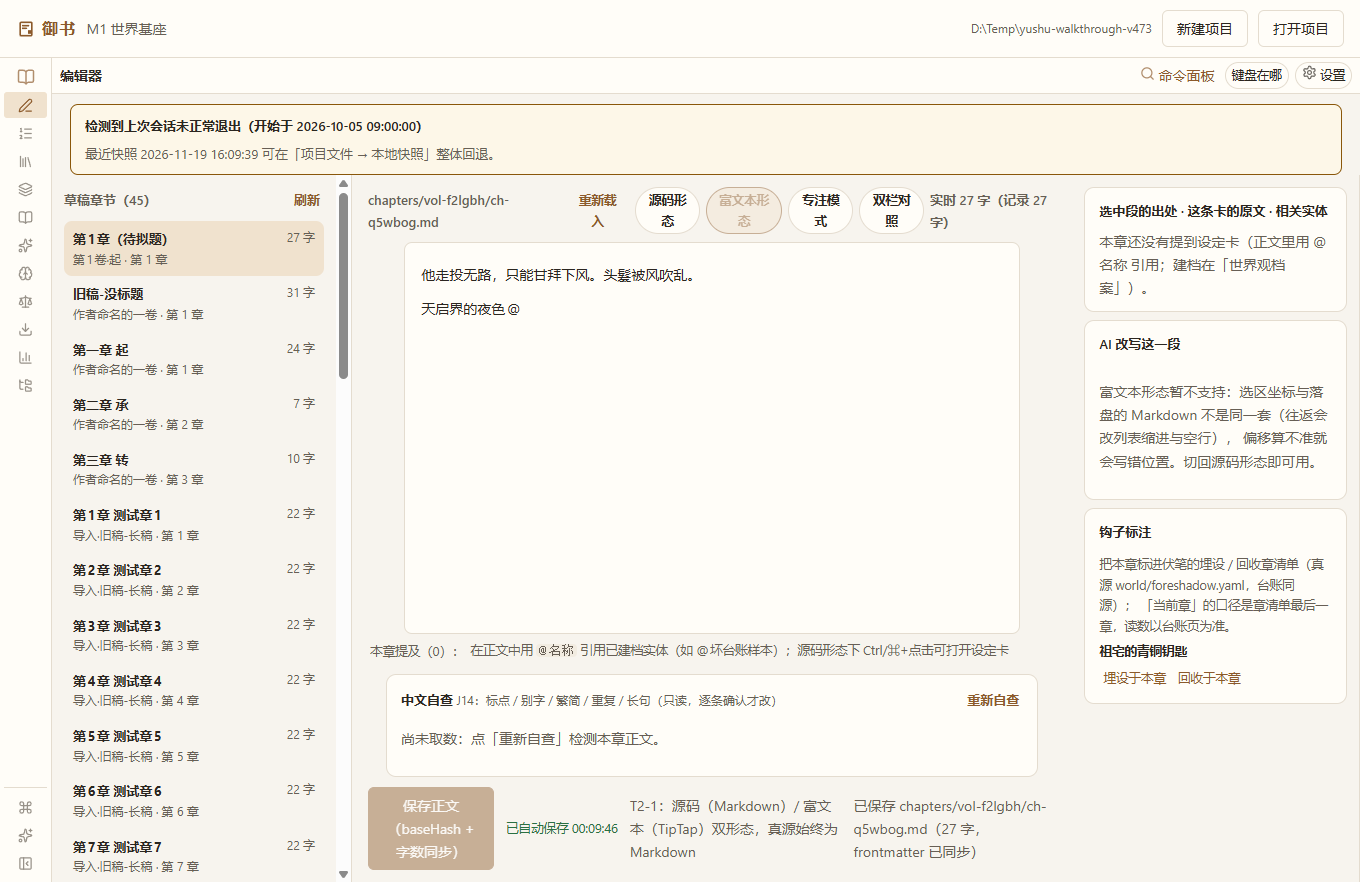 御书 M1 世界基座
D:\Temp\yushu-walkthrough-v473 新建项目 打开项目
编辑器
命令面板 键盘在哪 设置
检测到上次会话未正常退出（开始于 2026-10-05 09:00:00）
最近快照 2026-11-19 16:09:39 可在「项目文件 → 本地快照」整体回退。
草稿章节（45） 刷新
第1章（待拟题） 27 字
第1卷·起 · 第 1 章
旧稿-没标题 31 字
作者命名的一卷 · 第 1 章
第一章 起 24 字
作者命名的一卷 · 第 1 章
第二章 承 7 字
作者命名的一卷 · 第 2 章
第三章 转 10 字
作者命名的一卷 · 第 3 章
第1章 测试章1 22 字
导入·旧稿-长稿 · 第 1 章
第2章 测试章2 22 字
导入·旧稿-长稿 · 第 2 章
第3章 测试章3 22 字
导入·旧稿-长稿 · 第 3 章
第4章 测试章4 22 字
导入·旧稿-长稿 · 第 4 章
第5章 测试章5 22 字
导入·旧稿-长稿 · 第 5 章
第6章 测试章6 22 字
导入·旧稿-长稿 · 第 6 章
第7章 测试章7 22 字
导入·旧稿-长稿 · 第 7 章
chapters/vol-f2lgbh/ch-
q5wbog.md
重新载
入
源码形
态
富文本形
态
专注模
式
双栏对
照
实时 27 字（记录 27
字）
他走投无路，只能甘拜下风。头髮被风吹乱。
天启界的夜色＠
本章提及（0）： 在正文中用 @名称 引用已建档实体（如 @坏台账样本）；源码形态下 Ctrl/⌘+点击可打开设定卡
中文自查 J14：标点 / 别字 / 繁简 / 重复 / 长句（只读，逐条确认才改） 重新自查
尚未取数：点「重新自查」检测本章正文。
保存正文
（baseHash +
字数同步）
已自动保存 00:09:46
T2-1：源码（Markdown）/ 富文
本（TipTap）双形态，真源始终为
Markdown
已保存 chapters/vol-f2lgbh/ch-
q5wbog.md（27 字，
frontmatter 已同步）
选中段的出处 · 这条卡的原文 · 相关实体
本章还没有提到设定卡（正文里用 @
名称 引用；建档在「世界观档
案」）。
AI 改写这一段
富文本形态暂不支持：选区坐标与落
盘的 Markdown 不是同一套（往返会
改列表缩进与空行），偏移算不准就
会写错位置。切回源码形态即可用。
钩子标注
把本章标进伏笔的埋设 / 回收章清单（真
源 world/foreshadow.yaml，台账同
源）；「当前章」的口径是章清单最后一
章，读数以台账页为准。
祖宅的青铜钥匙
埋设于本章 回收于本章